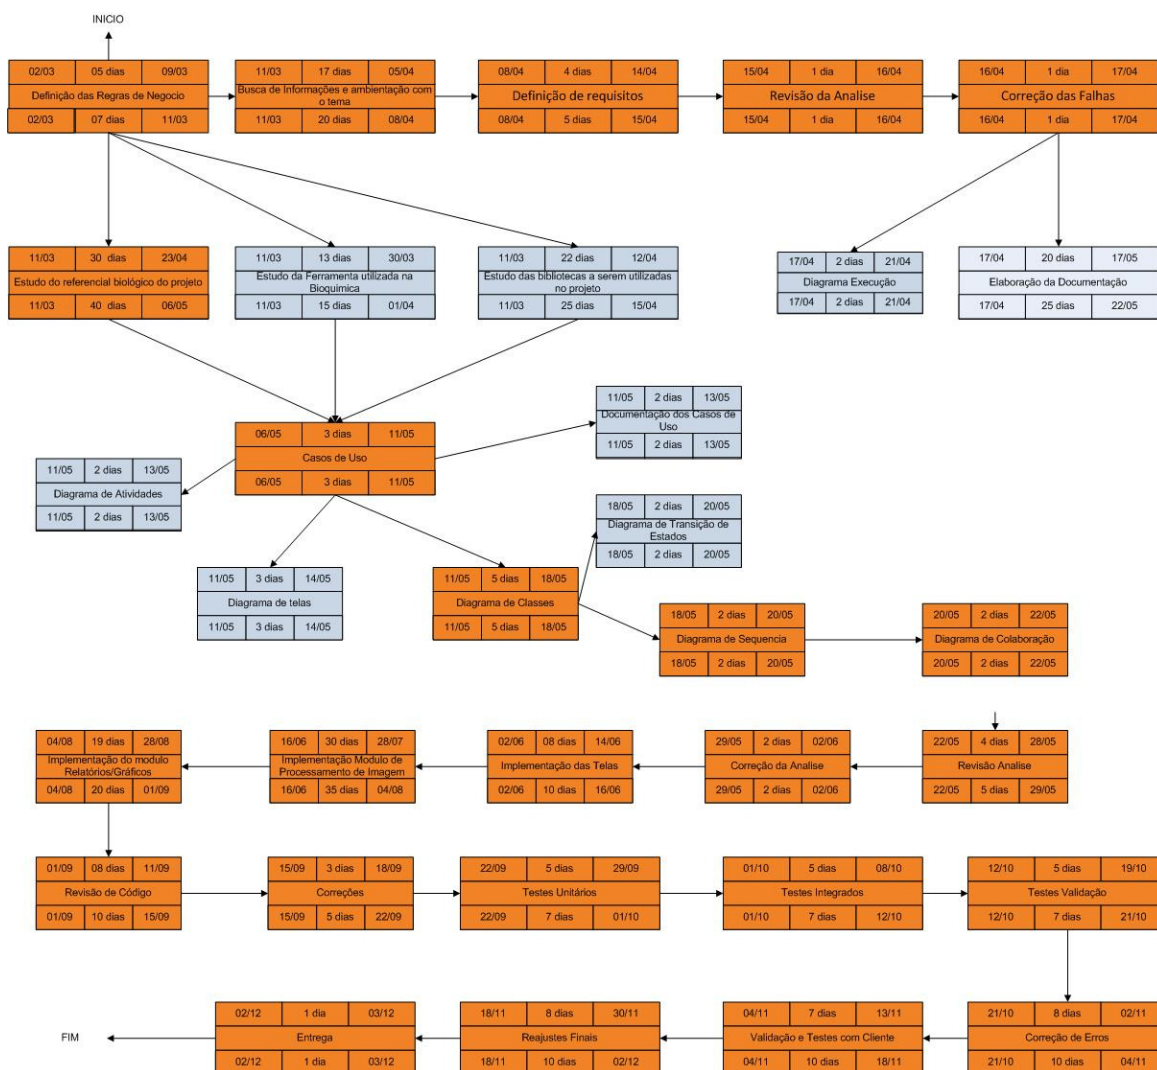 INICIO
02/03 05 dias 09/03
Definição das Regras de Negocio
02/03 07 dias 11/03
11/03 17 dias 05/04
Busca de Informações e ambientação com
o tema
11/03 20 dias 08/04
08/04 4 dias 14/04
Definição de requisitos
08/04 5 dias 15/04
15/04 1 dia 16/04
Revisão da Analise
15/04 1 dia 16/04
16/04 1 dia 17/04
Correção das Falhas
16/04 1 dia 17/04
11/03 30 dias 23/04
Estudo do referencial biológico do projeto
11/03 40 dias 06/05
11/03 13 dias 30/03
Estudo da Ferramenta utilizada na
Bioquimica
11/03 15 dias 01/04
11/03 22 dias 12/04
Estudo das bibliotecas a serem utilizadas
no projeto
11/03 25 dias 15/04
17/04 2 dias 21/04
Diagrama Execução
17/04 2 dias 21/04
17/04 20 dias 17/05
Elaboração da Documentação
17/04 25 dias 22/05
11/05 2 dias 13/05
Documentação dos Casos de
Uso
11/05 2 dias 13/05
06/05 3 dias 11/05
Casos de Uso
06/05 3 dias 11/05
11/05 2 dias 13/05
Diagrama de Atividades
11/05 2 dias 13/05
18/05 2 dias 20/05
Diagrama de Transição de
Estados
18/05 2 dias 20/05
11/05 3 dias 14/05
Diagrama de telas
11/05 3 dias 14/05
11/05 5 dias 18/05
Diagrama de Classes
11/05 5 dias 18/05
18/05 2 dias 20/05
Diagrama de Sequencia
18/05 2 dias 20/05
20/05 2 dias 22/05
Diagrama de Colaboração
20/05 2 dias 22/05
04/08 19 dias 28/08
Implementação do modulo
Relatórios/Gráficos
04/08 20 dias 01/09
16/06 30 dias 28/07
Implementação Modulo de
Processamento de Imagem
16/06 35 dias 04/08
02/06 08 dias 14/06
Implementação das Telas
02/06 10 dias 16/06
29/05 2 dias 02/06
Correção da Analise
29/05 2 dias 02/06
22/05 4 dias 28/05
Revisão Analise
22/05 5 dias 29/05
01/09 08 dias 11/09
Revisão de Código
01/09 10 dias 15/09
15/09 3 dias 18/09
Correções
15/09 5 dias 22/09
22/09 5 dias 29/09
Testes Unitários
22/09 7 dias 01/10
01/10 5 dias 08/10
Testes Integrados
01/10 7 dias 12/10
12/10 5 dias 19/10
Testes Validação
12/10 7 dias 21/10
FIM
02/12 1 dia 03/12
Entrega
02/12 1 dia 03/12
18/11 8 dias 30/11
Reajustes Finais
18/11 10 dias 02/12
04/11 7 dias 13/11
Validação e Testes com Cliente
04/11 10 dias 18/11
21/10 8 dias 02/11
Correção de Erros
21/10 10 dias 04/11